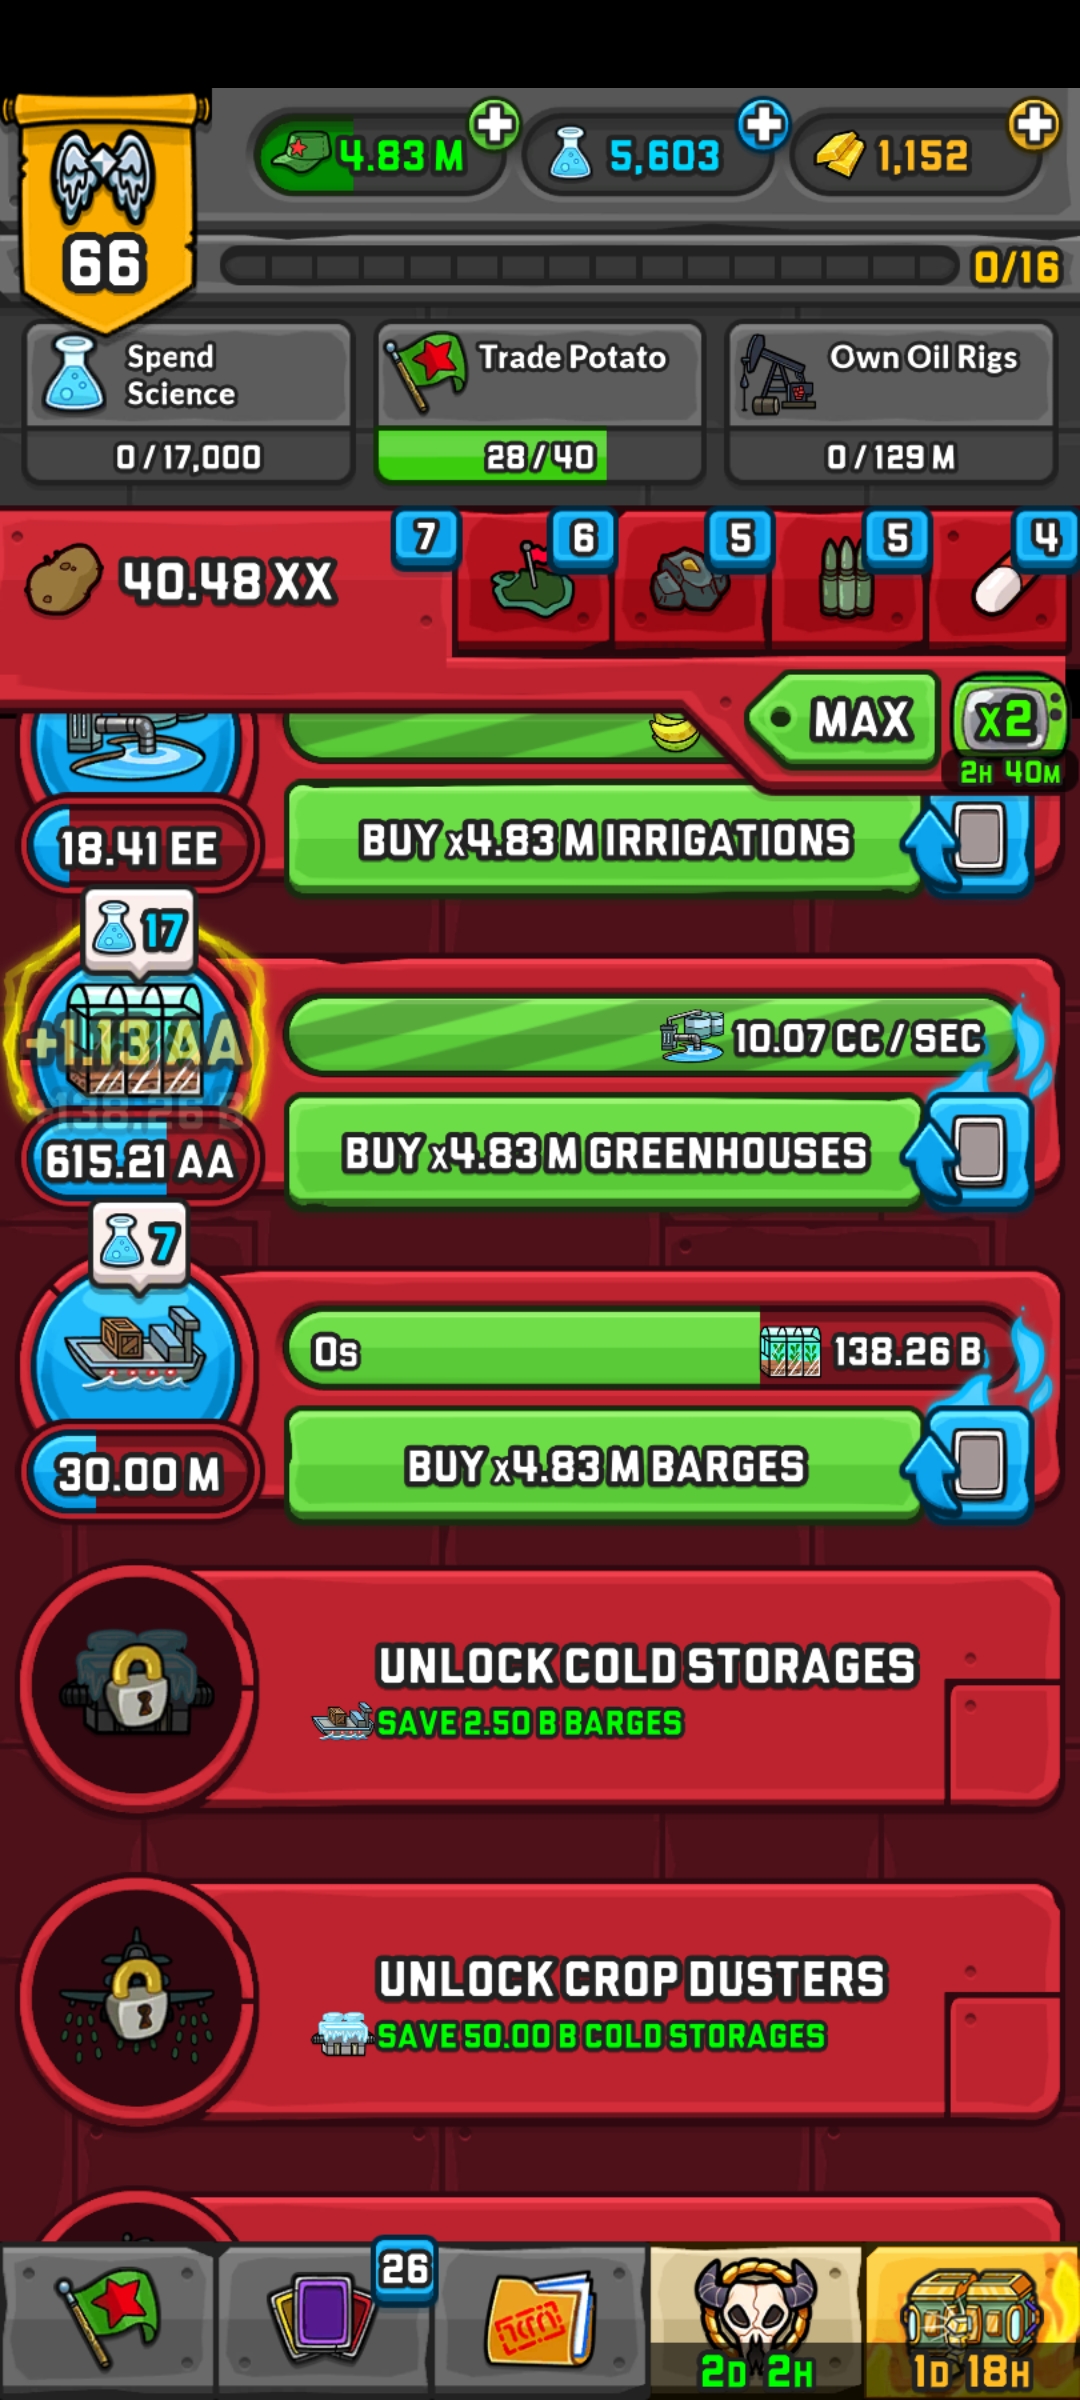 4.83 M
5,603
1,152
66
0/16
Spend
Science
0 / 17,000
Trade Potato
28 / 40
Own Oil Rigs
0 / 129 M
40.48 XX
7
6
5
5
4
MAX
x2
2H 40M
18.41 EE
BUY x4.83 M IRRIGATIONS
17
+1.13 AA
+138.26 B
10.07 CC / SEC
615.21 AA
BUY x4.83 M GREENHOUSES
7
0s
138.26 B
30.00 M
BUY x4.83 M BARGES
UNLOCK COLD STORAGES
SAVE 2.50 B BARGES
UNLOCK CROP DUSTERS
SAVE 50.00 B COLD STORAGES
26
2D 2H
1D 18H